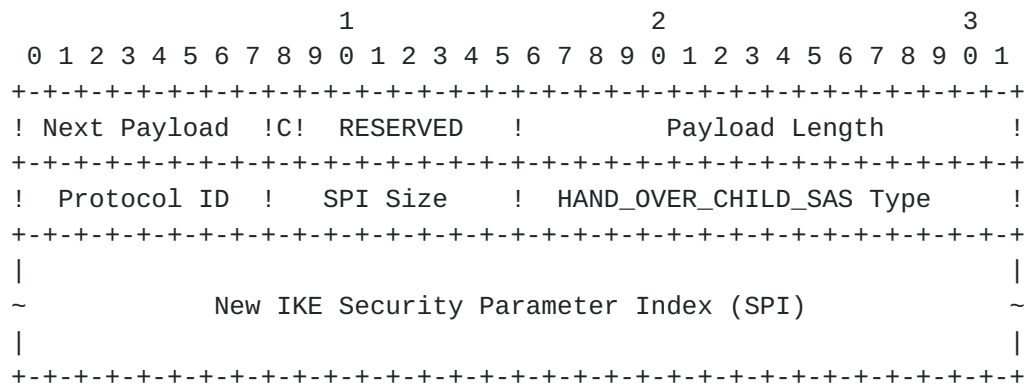 1                   2                   3
 0 1 2 3 4 5 6 7 8 9 0 1 2 3 4 5 6 7 8 9 0 1 2 3 4 5 6 7 8 9 0 1
+-+-+-+-+-+-+-+-+-+-+-+-+-+-+-+-+-+-+-+-+-+-+-+-+-+-+-+-+-+-+-+-+
! Next Payload  !C!  RESERVED   !         Payload Length        !
+-+-+-+-+-+-+-+-+-+-+-+-+-+-+-+-+-+-+-+-+-+-+-+-+-+-+-+-+-+-+-+-+
!  Protocol ID  !   SPI Size    !  HAND_OVER_CHILD_SAS Type     !
+-+-+-+-+-+-+-+-+-+-+-+-+-+-+-+-+-+-+-+-+-+-+-+-+-+-+-+-+-+-+-+-+
|                                                               |
~            New IKE Security Parameter Index (SPI)             ~
|                                                               |
+-+-+-+-+-+-+-+-+-+-+-+-+-+-+-+-+-+-+-+-+-+-+-+-+-+-+-+-+-+-+-+-+